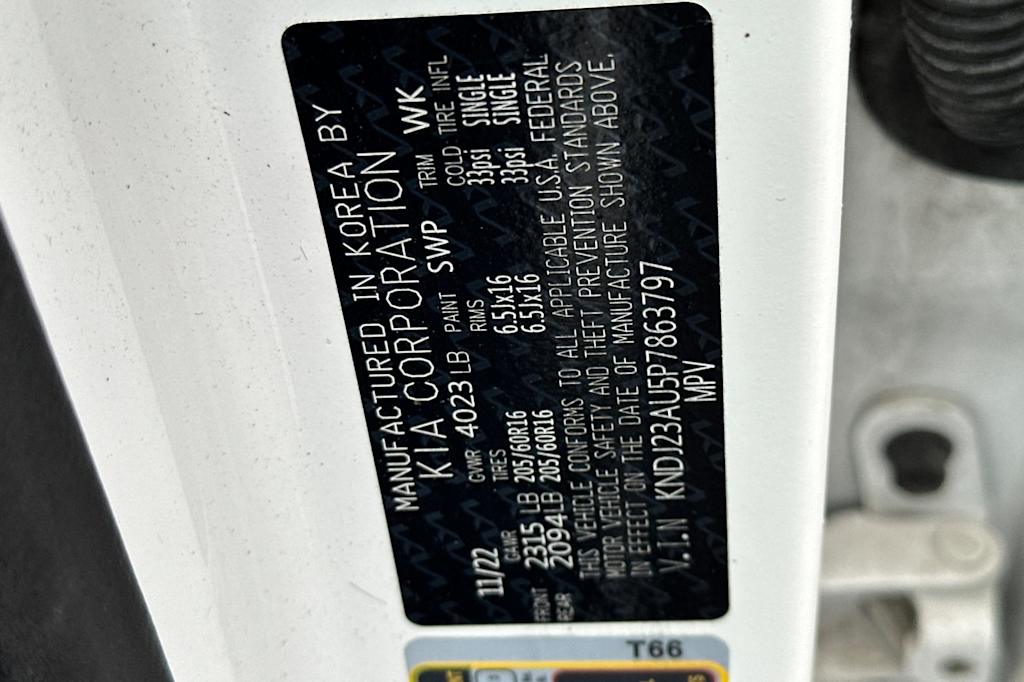 MANUFACTURED IN KOREA BY
KIA CORPORATION
11/22 GVWR 4023 LB PAINT SWP TRIM WK
GAWR TIRES RIMS COLD TIRE INFL
FRONT 2315 LB 205/60R16 6.5Jx16 33psi SINGLE
REAR 2094LB 205/60R16 6.5Jx16 33psi SINGLE
THIS VEHICLE CONFORMS TO ALL APPLICABLE U.S.A. FEDERAL
MOTOR VEHICLE SAFETY AND THEFT PREVENTION STANDARDS
IN EFFECT ON THE DATE OF MANUFACTURE SHOWN ABOVE.
V.I.N KNDJ23AU5P7863797
MPV
T66